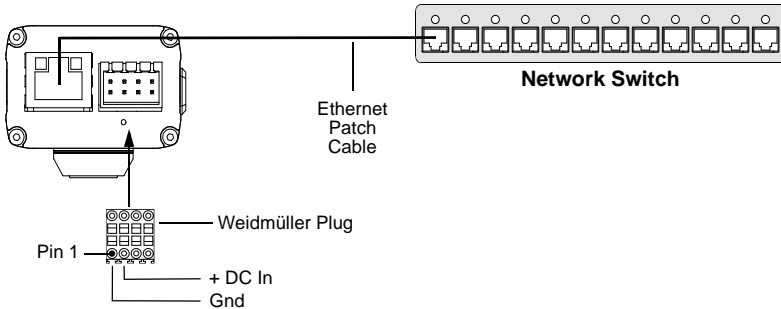 Network Switch
Ethernet
Patch
Cable
Weidmüller Plug
Pin 1
+ DC In
Gnd